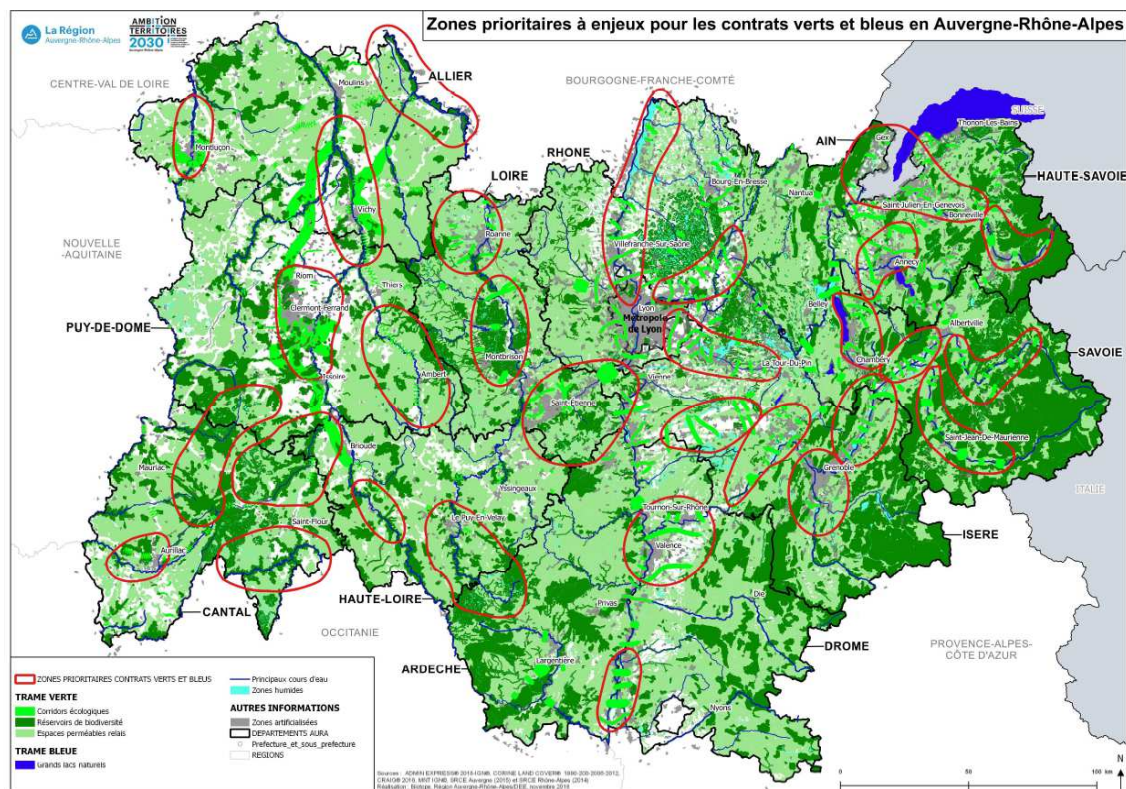 Zones prioritaires à enjeux pour les contrats verts et bleus en Auvergne-Rhône-Alpes
La Région
Auvergne-Rhône-Alpes
AMBITION
TERRITOIRES
2030
CENTRE-VAL DE LOIRE
BOURGOGNE-FRANCHE-COMTÉ
SUISSE
ALLIER
Moulins
Montluçon
Thonon-Les-Bains
Gex
AIN
RHONE
LOIRE
HAUTE-SAVOIE
Bourg-En-Bresse
Nantua
Saint-Julien-En-Genevois
Bonneville
Vichy
Roanne
NOUVELLE
-AQUITAINE
Villefranche-Sur-Saône
Annecy
Riom
Thiers
Clermont-Ferrand
Lyon
Métropole
de Lyon
Belley
PUY-DE-DOME
Albertville
SAVOIE
Montbrison
Chambéry
La Tour-Du-Pin
Ambert
Issoire
Vienne
Saint-Etienne
Saint-Jean-De-Maurienne
Brioude
Mauriac
Grenoble
ITALIE
Yssingeaux
Tournon-Sur-Rhône
Le Puy-En-Velay
Saint-Flour
ISERE
Aurillac
Valence
CANTAL
HAUTE-LOIRE
Privas
Die
OCCITANIE
DROME
PROVENCE-ALPES-
CÔTE D'AZUR
ARDECHE
Largentière
Nyons
ZONES PRIORITAIRES CONTRATS VERTS ET BLEUS
TRAME VERTE
Corridors écologiques
Réservoirs de biodiversité
Espaces perméables relais
TRAME BLEUE
Grands lacs naturels
Principaux cours d'eau
Zones humides
AUTRES INFORMATIONS
Zones artificialisées
DEPARTEMENTS AURA
Prefecture_et_sous_prefecture
REGIONS
0 50 100 km
N